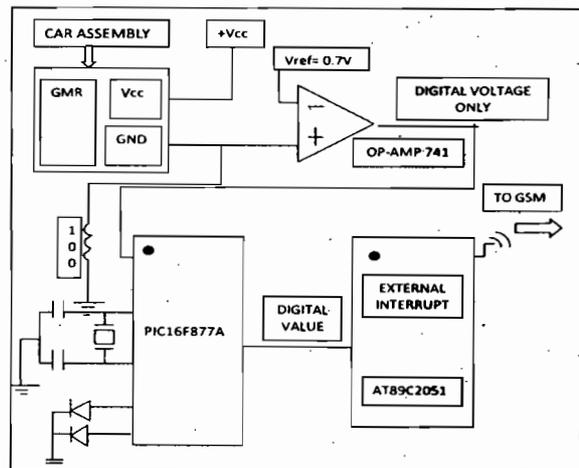 CAR ASSEMBLY
+Vcc
Vref= 0.7V
GMR
Vcc
GND
DIGITAL VOLTAGE
ONLY
OP-AMP 741
TO GSM
100
PIC16F877A
DIGITAL
VALUE
EXTERNAL
INTERRUPT
AT89C2051